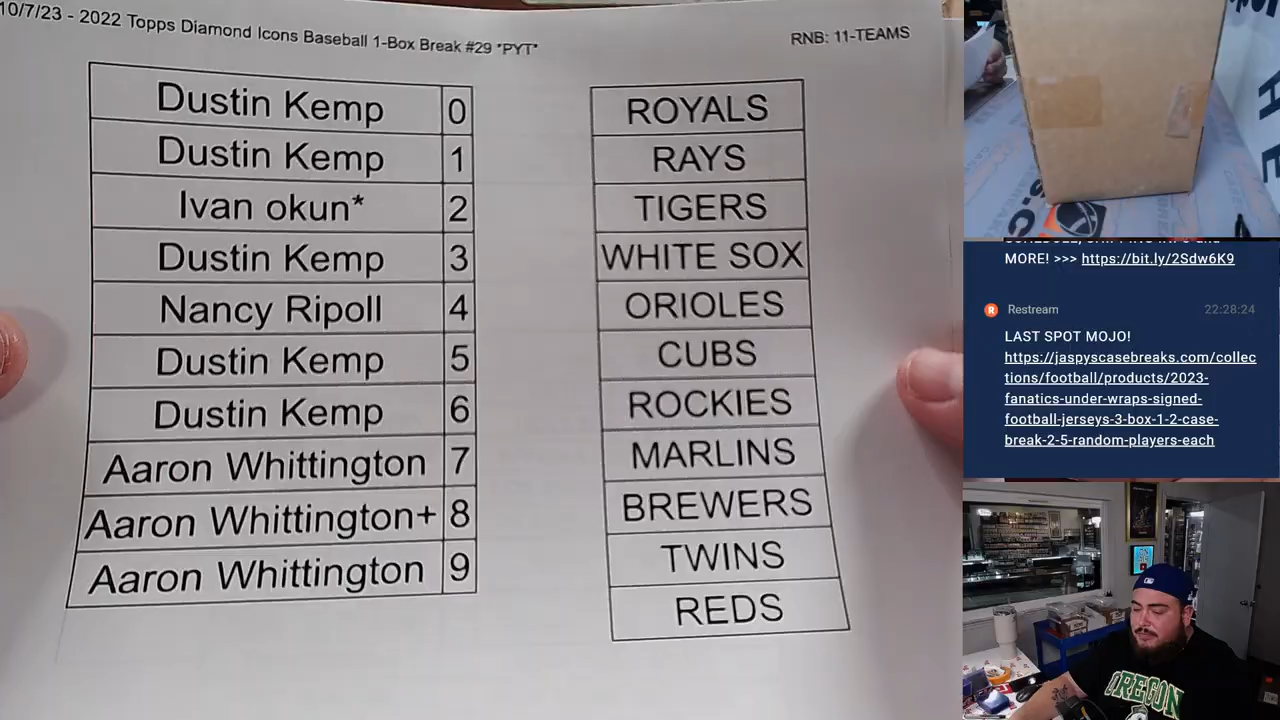 10/7/23 - 2022 Topps Diamond Icons Baseball 1-Box Break #29 *PYT*
RNB: 11-TEAMS
Dustin Kemp 0
Dustin Kemp 1
Ivan okun* 2
Dustin Kemp 3
Nancy Ripoll 4
Dustin Kemp 5
Dustin Kemp 6
Aaron Whittington 7
Aaron Whittington+ 8
Aaron Whittington 9
ROYALS
RAYS
TIGERS
WHITE SOX
ORIOLES
CUBS
ROCKIES
MARLINS
BREWERS
TWINS
REDS
MORE! >>> https://bit.ly/2Sdw6K9
R Restream 22:28:24
LAST SPOT MOJO!
https://jaspyscasebreaks.com/collec
tions/football/products/2023-
fanatics-under-wraps-signed-
football-jerseys-3-box-1-2-case-
break-2-5-random-players-each
OREGON